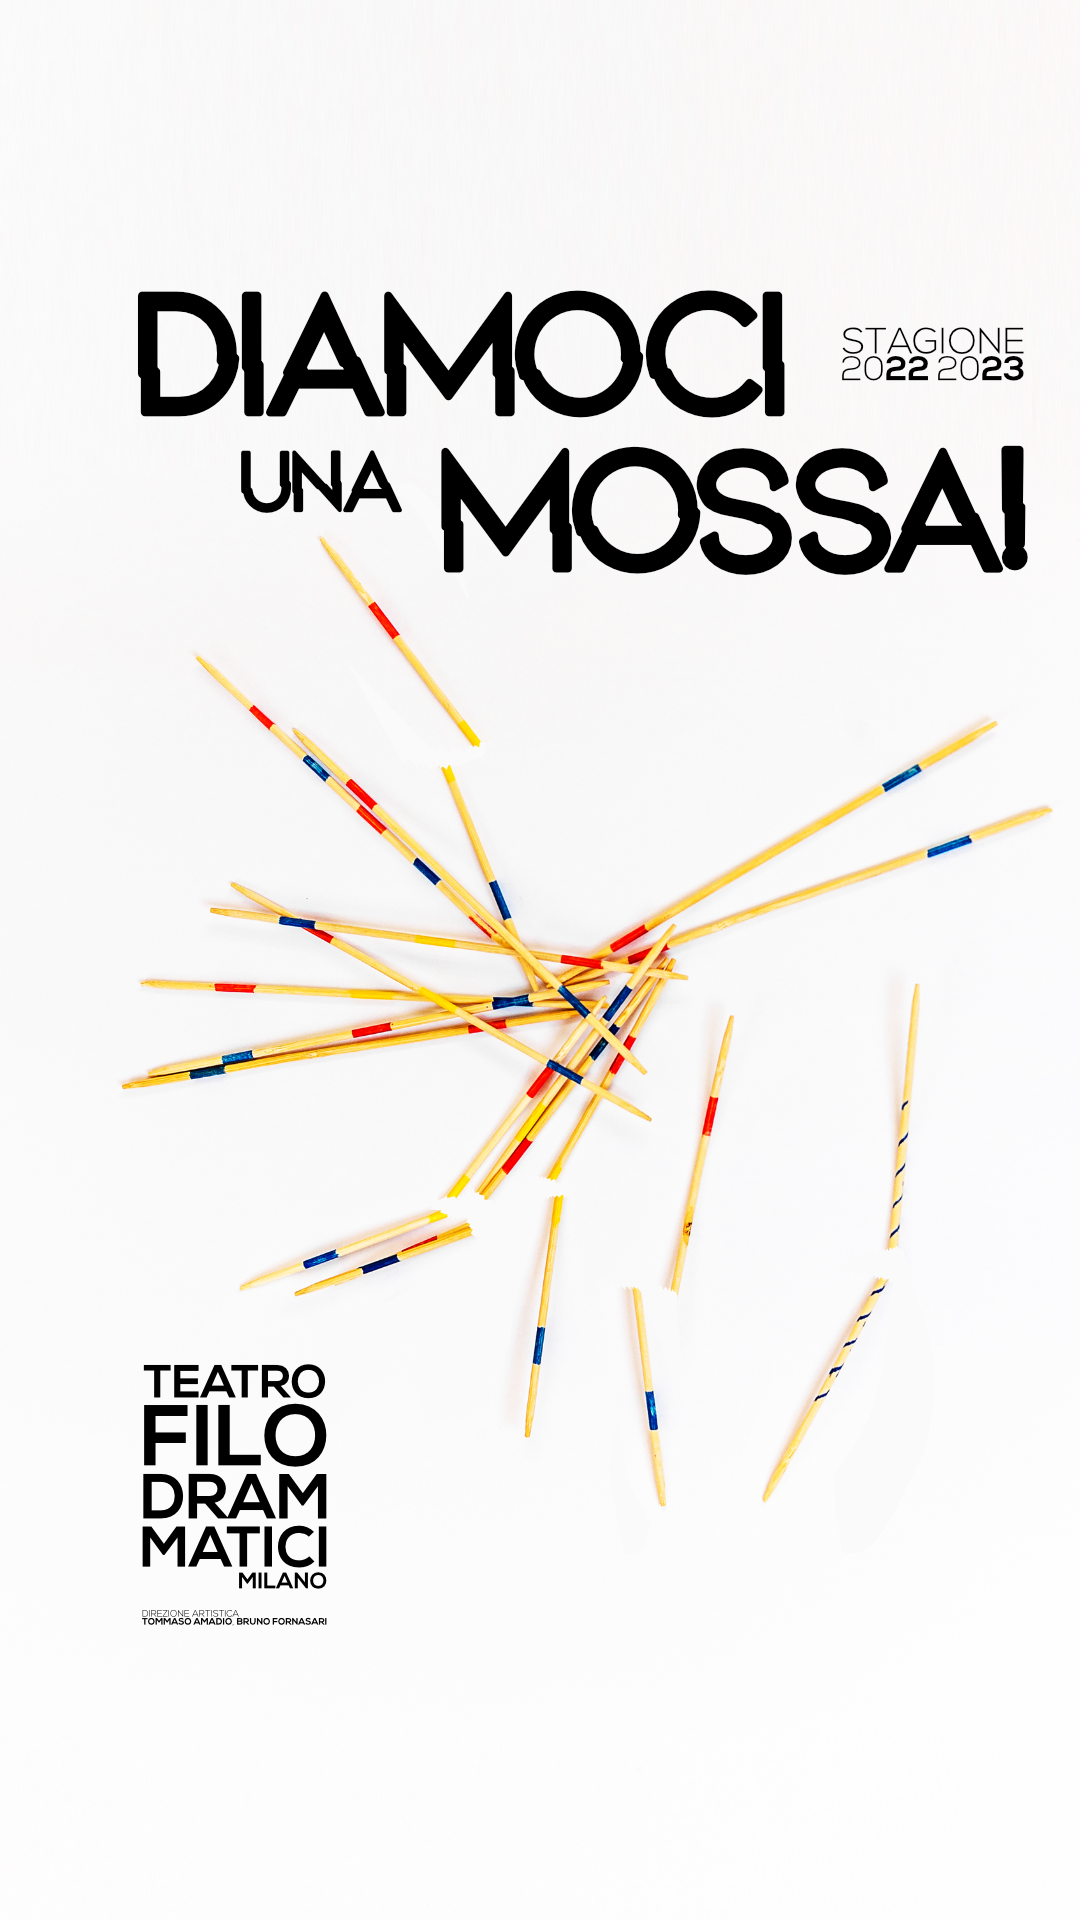 DIAMOCI
STAGIONE
2022 2023
UNA MOSSA!
TEATRO
FILO
DRAM
MATICI
MILANO
DIREZIONE ARTISTICA
TOMMASO AMADIO, BRUNO FORNASARI